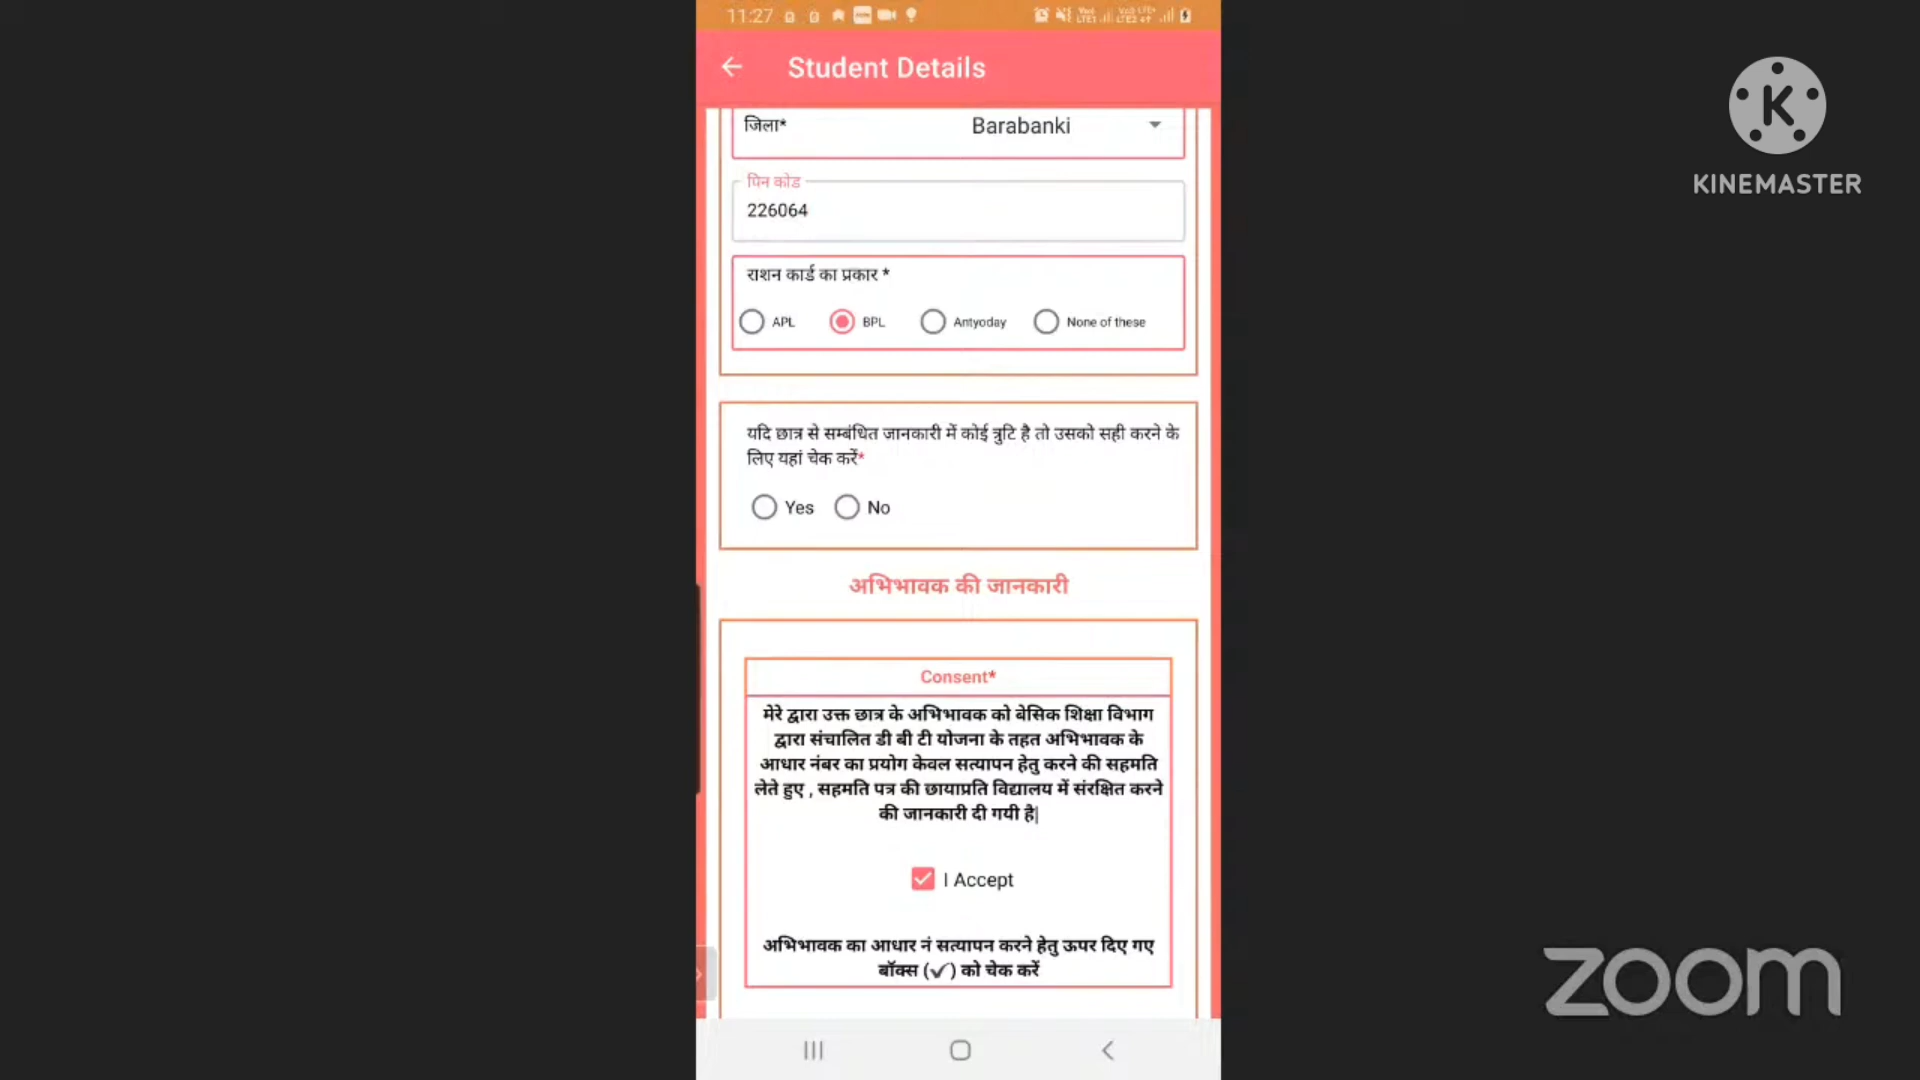 11:27
Student Details
जिला* Barabanki
पिन कोड
226064
राशन कार्ड का प्रकार *
APL BPL Antyoday None of these
यदि छात्र से सम्बंधित जानकारी में कोई त्रुटि है तो उसको सही करने के
लिए यहां चेक करें*
Yes No
अभिभावक की जानकारी
Consent*
मेरे द्वारा उक्त छात्र के अभिभावक को बेसिक शिक्षा विभाग
द्वारा संचालित डी बी टी योजना के तहत अभिभावक के
आधार नंबर का प्रयोग केवल सत्यापन हेतु करने की सहमति
लेते हुए , सहमति पत्र की छायाप्रति विद्यालय में संरक्षित करने
की जानकारी दी गयी है|
I Accept
अभिभावक का आधार नं सत्यापन करने हेतु ऊपर दिए गए
बॉक्स (✓) को चेक करें
K
KINEMASTER
zoom